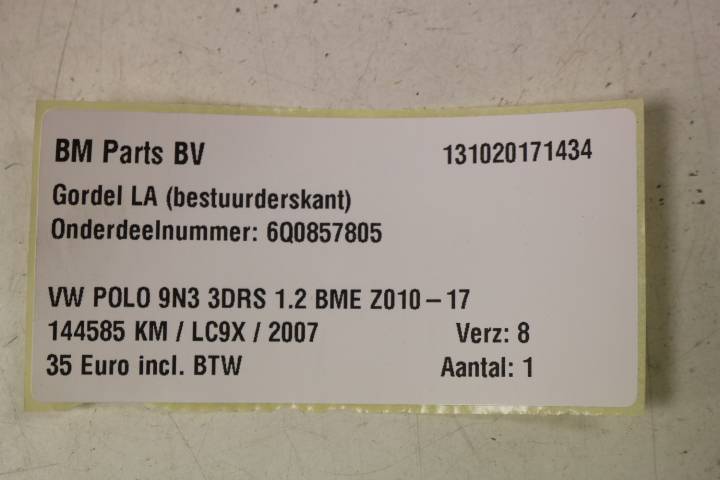 BM Parts BV 131020171434
Gordel LA (bestuurderskant)
Onderdeelnummer: 6Q0857805
VW POLO 9N3 3DRS 1.2 BME Z010 – 17
144585 KM / LC9X / 2007 Verz: 8
35 Euro incl. BTW Aantal: 1